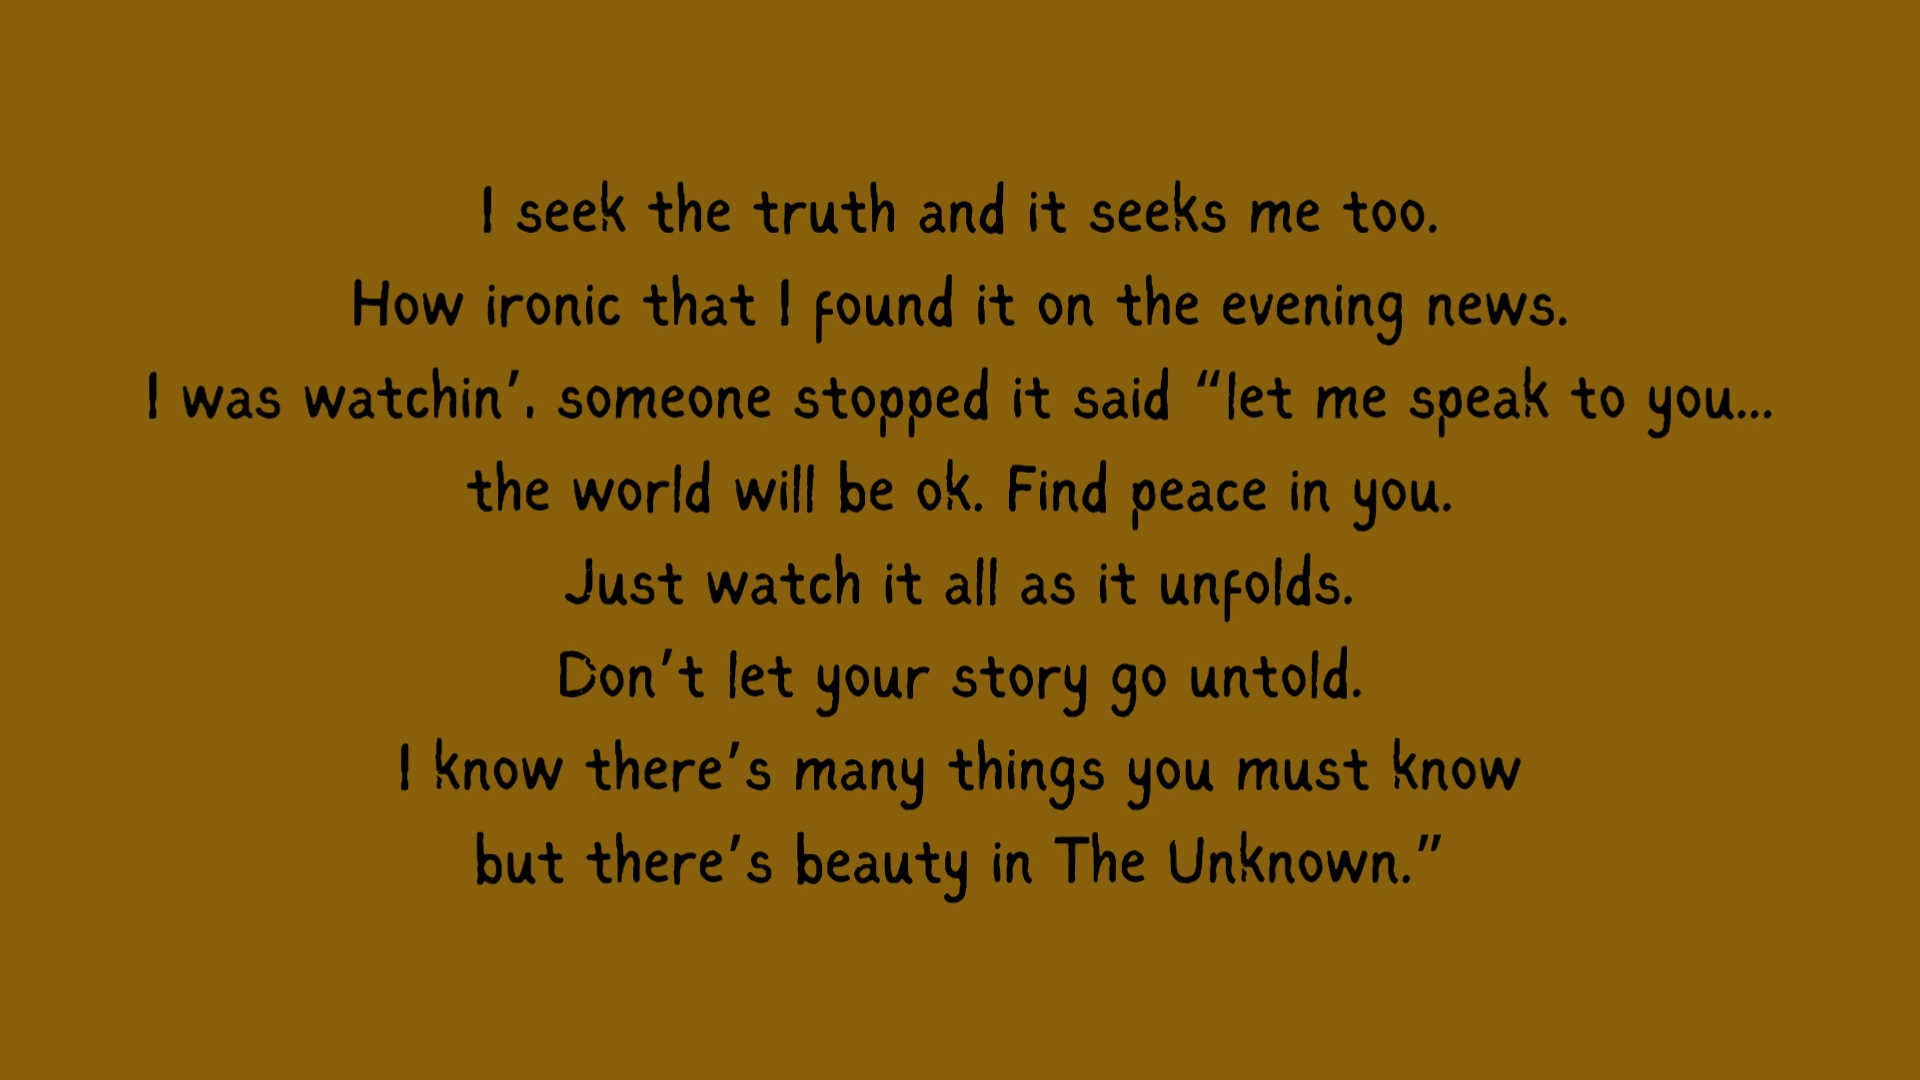 I seek the truth and it seeks me too.
How ironic that I found it on the evening news.
I was watchin’, someone stopped it said “let me speak to you...
the world will be ok. Find peace in you.
Just watch it all as it unfolds.
Don’t let your story go untold.
I know there’s many things you must know
but there’s beauty in The Unknown.”